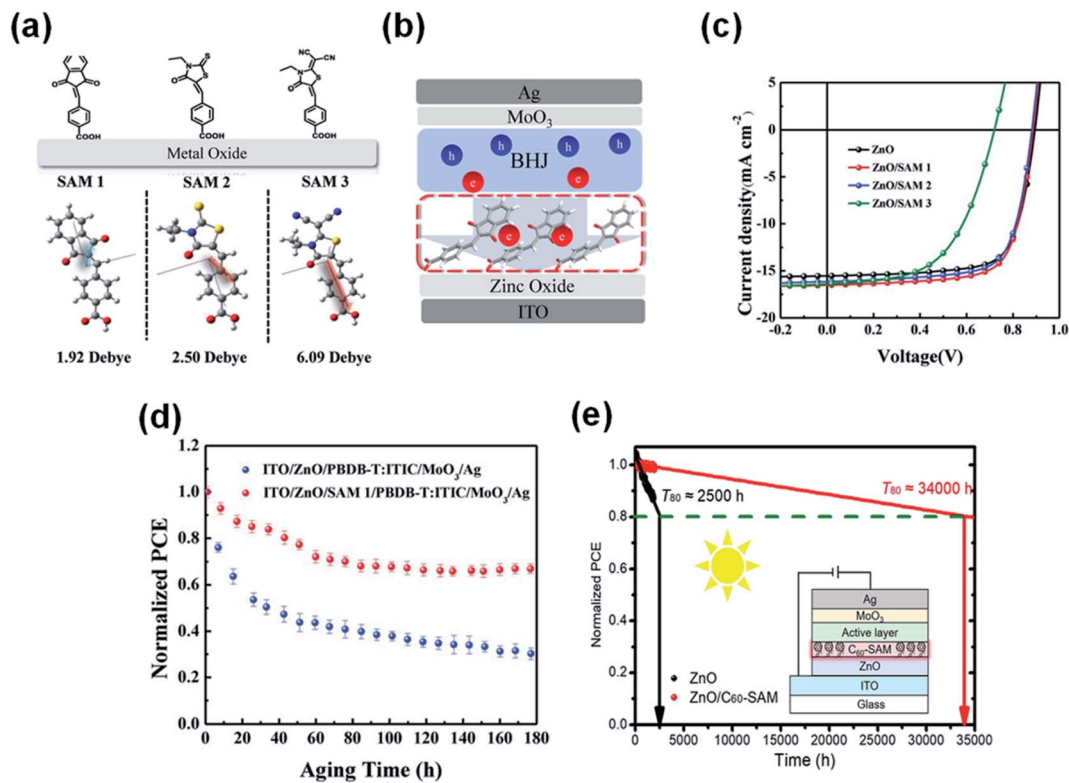 (a)
O
O
COOH
N
O
S
S
COOH
NC
CN
N
O
S
COOH
Metal Oxide
SAM 1
SAM 2
SAM 3
1.92 Debye
2.50 Debye
6.09 Debye
(b)
Ag
MoO₃
h
h
h
h
BHJ
e
e
e
e
Zinc Oxide
ITO
(c)
Current density(mA cm⁻²)
5
0
-5
-10
-15
-20
ZnO
ZnO/SAM 1
ZnO/SAM 2
ZnO/SAM 3
-0.2
0.0
0.2
0.4
0.6
0.8
1.0
Voltage(V)
(d)
Normalized PCE
1.2
1.0
0.8
0.6
0.4
0.2
0.0
ITO/ZnO/PBDB-T:ITIC/MoO₃/Ag
ITO/ZnO/SAM 1/PBDB-T:ITIC/MoO₃/Ag
0 20 40 60 80 100 120 140 160 180
Aging Time (h)
(e)
Normalized PCE
1.0
0.8
0.6
0.4
0.2
0.0
T₈₀ ≈ 2500 h
T₈₀ ≈ 34000 h
ZnO
ZnO/C₆₀-SAM
Ag
MoO₃
Active layer
C₆₀-SAM
ZnO
ITO
Glass
0 5000 10000 15000 20000 25000 30000 35000
Time (h)